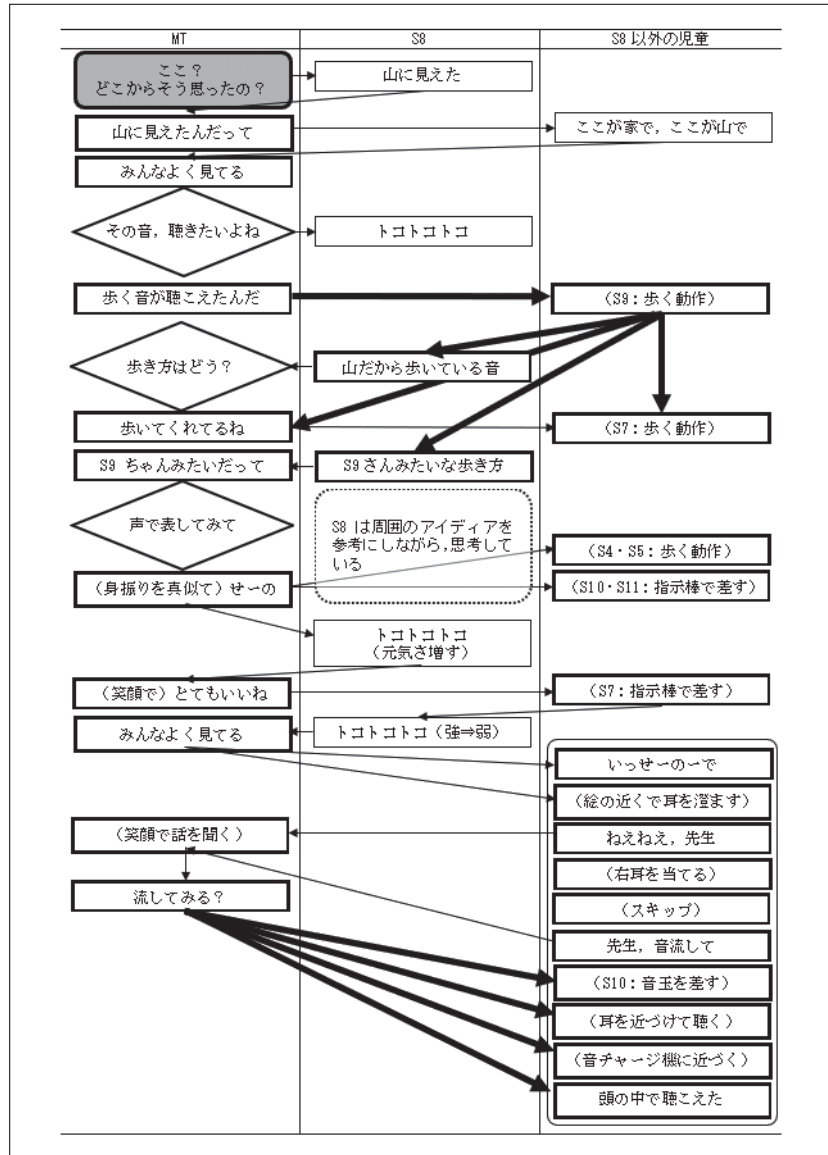 MT
S8
S8 以外の児童
ここ?
どこからそう思ったの?
山に見えた
山に見えたんだって
ここが家で,ここが山で
みんなよく見てる
その音,聴きたいよね
トコトコトコ
歩く音が聴こえたんだ
(S9:歩く動作)
歩き方はどう?
山だから歩いている音
歩いてくれてるね
(S7:歩く動作)
S9 ちゃんみたいだって
S9さんみたいな歩き方
声で表してみて
S8 は周囲のアイディアを
参考にしながら,思考して
いる
(S4・S5:歩く動作)
(身振りを真似て)せーの
(S10・S11:指示棒で差す)
トコトコトコ
(元気さ増す)
(笑顔で)とてもいいね
(S7:指示棒で差す)
みんなよく見てる
トコトコトコ(強⇒弱)
いっせーのーで
(絵の近くで耳を澄ます)
(笑顔で話を聞く)
ねえねえ,先生
(右耳を当てる)
流してみる?
(スキップ)
先生,音流して
(S10:音玉を差す)
(耳を近づけて聴く)
(音チャージ機に近づく)
頭の中で聴こえた